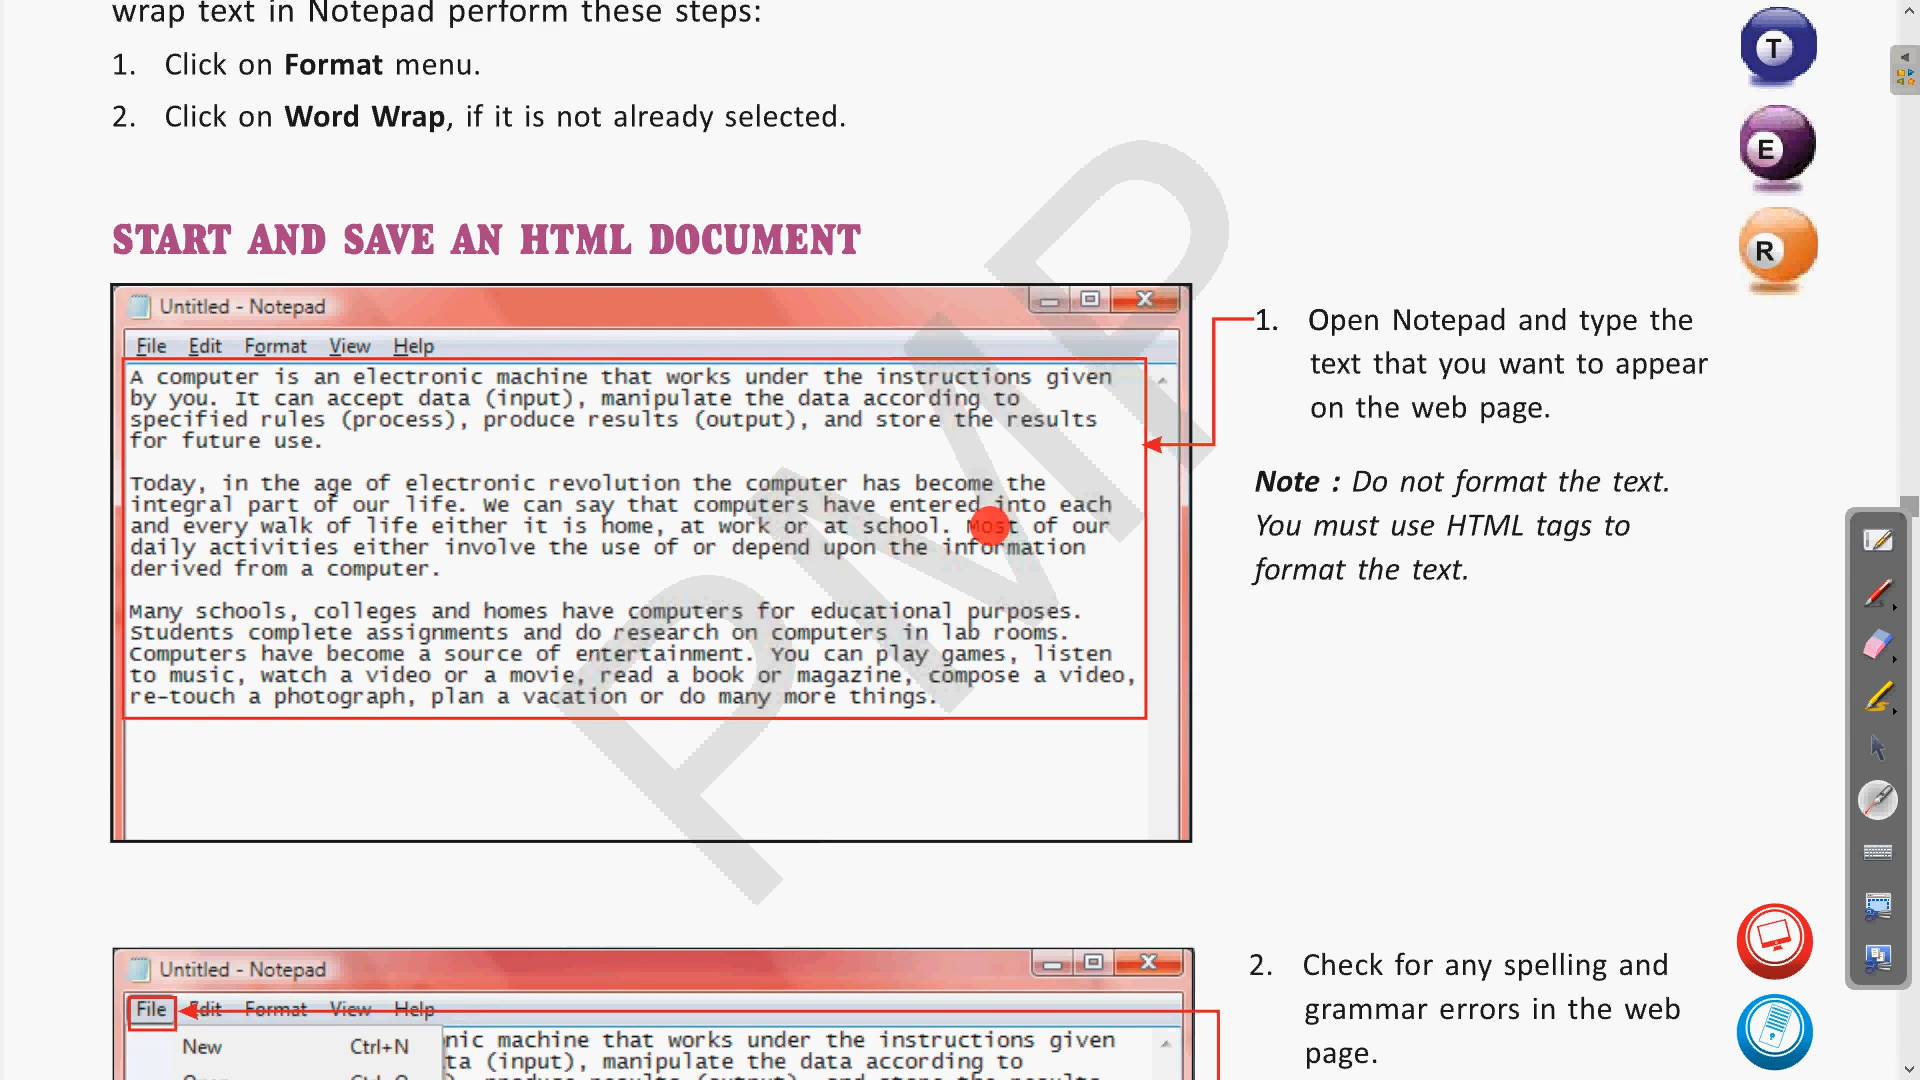 wrap text in Notepad perform these steps:
1. Click on Format menu.
2. Click on Word Wrap, if it is not already selected.
START AND SAVE AN HTML DOCUMENT
Untitled - Notepad
File Edit Format View Help
A computer is an electronic machine that works under the instructions given
by you. It can accept data (input), manipulate the data according to
specified rules (process), produce results (output), and store the results
for future use.
Today, in the age of electronic revolution the computer has become the
integral part of our life. We can say that computers have entered into each
and every walk of life either it is home, at work or at school. Most of our
daily activities either involve the use of or depend upon the information
derived from a computer.
Many schools, colleges and homes have computers for educational purposes.
Students complete assignments and do research on computers in lab rooms.
Computers have become a source of entertainment. You can play games, listen
to music, watch a video or a movie, read a book or magazine, compose a video,
re-touch a photograph, plan a vacation or do many more things.
1. Open Notepad and type the
text that you want to appear
on the web page.
Note : Do not format the text.
You must use HTML tags to
format the text.
PMP
T
E
R
Untitled - Notepad
File Edit Format View Help
New Ctrl+N
nic machine that works under the instructions given
ta (input), manipulate the data according to
2. Check for any spelling and
grammar errors in the web
page.